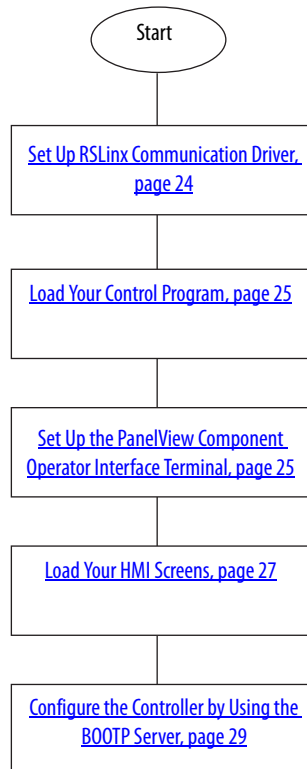 Start
Set Up RSLinx Communication Driver,
page 24
Load Your Control Program, page 25
Set Up the PanelView Component
Operator Interface Terminal, page 25
Load Your HMI Screens, page 27
Configure the Controller by Using the
BOOTP Server, page 29